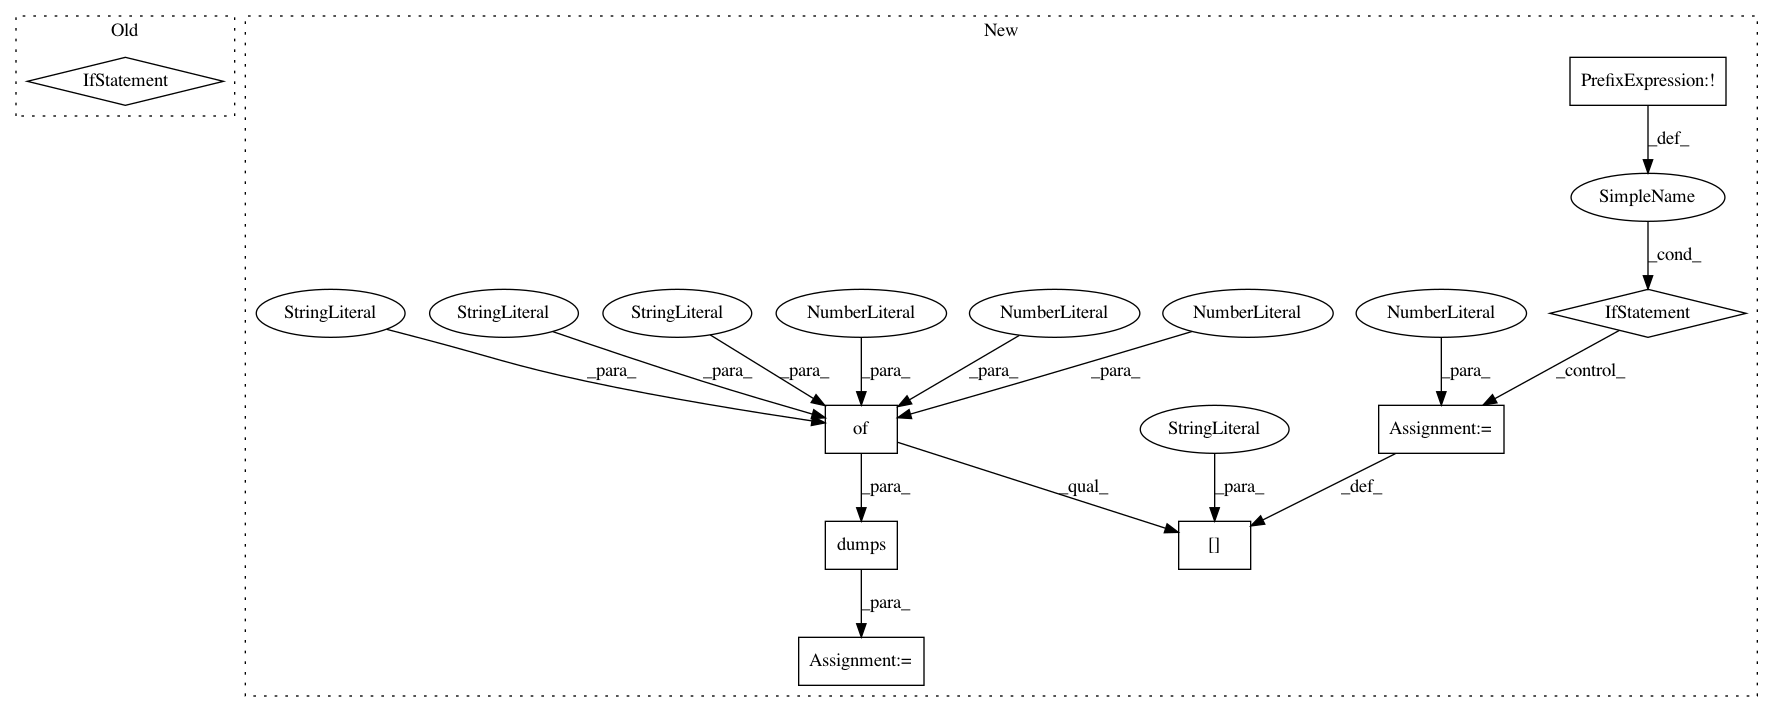 Old
New
IfStatement
PrefixExpression:!
_def_
SimpleName
_cond_
StringLiteral
StringLiteral
StringLiteral
NumberLiteral
NumberLiteral
NumberLiteral
NumberLiteral
IfStatement
_para_
_para_
_para_
_para_
_para_
_para_
_para_
_control_
of
StringLiteral
Assignment:=
_para_
_qual_
_para_
_def_
dumps
[]
_para_
Assignment:=